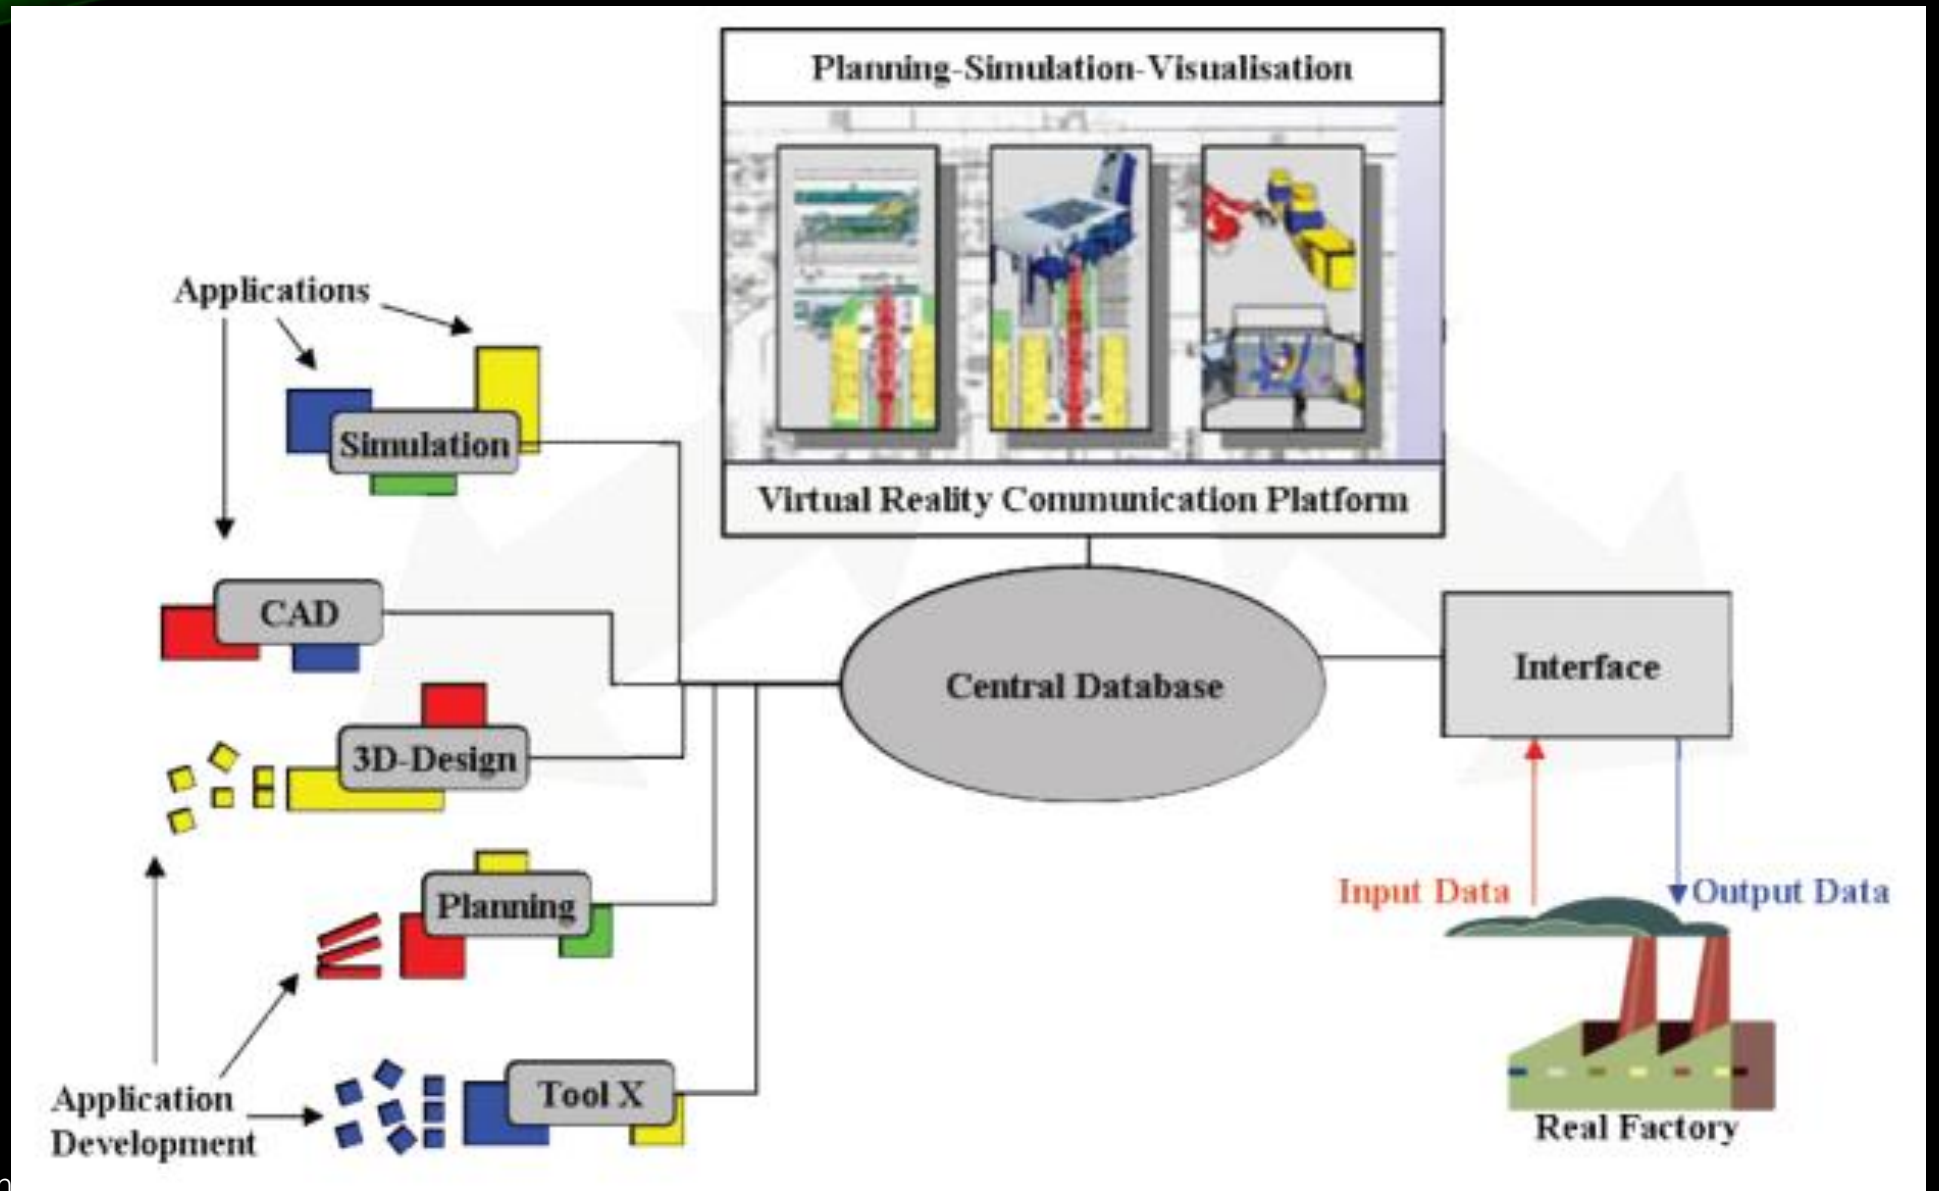 Planning-Simulation-Visualisation
Virtual Reality Communication Platform
Applications
Simulation
CAD
3D-Design
Planning
Tool X
Application
Development
Central Database
Interface
Input Data
Output Data
Real Factory